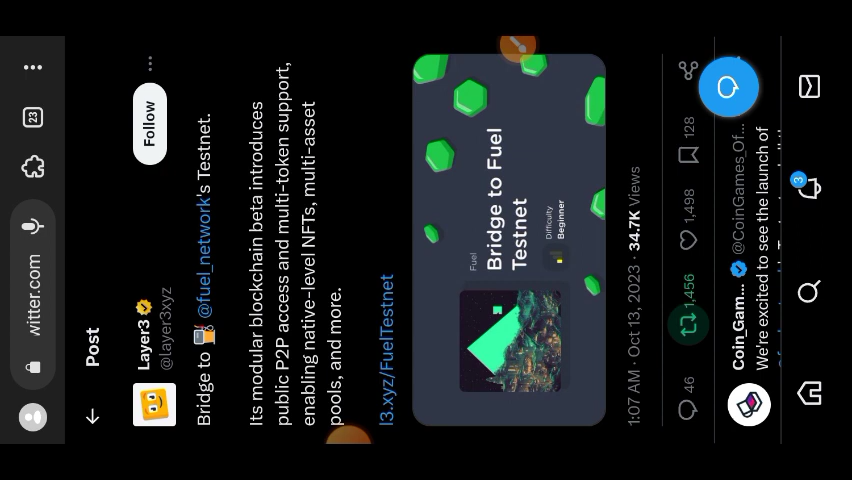 witter.com
23
Post
Layer3
@layer3xyz
Follow
Bridge to ⛽ @fuel_network's Testnet.
Its modular blockchain beta introduces
public P2P access and multi-token support,
enabling native-level NFTs, multi-asset
pools, and more.
l3.xyz/FuelTestnet
Fuel
Bridge to Fuel
Testnet
Difficulty
Beginner
1:07 AM · Oct 13, 2023 · 34.7K Views
46
1,456
1,498
128
Coin_Gam... @CoinGames_Of...
We're excited to see the launch of
3